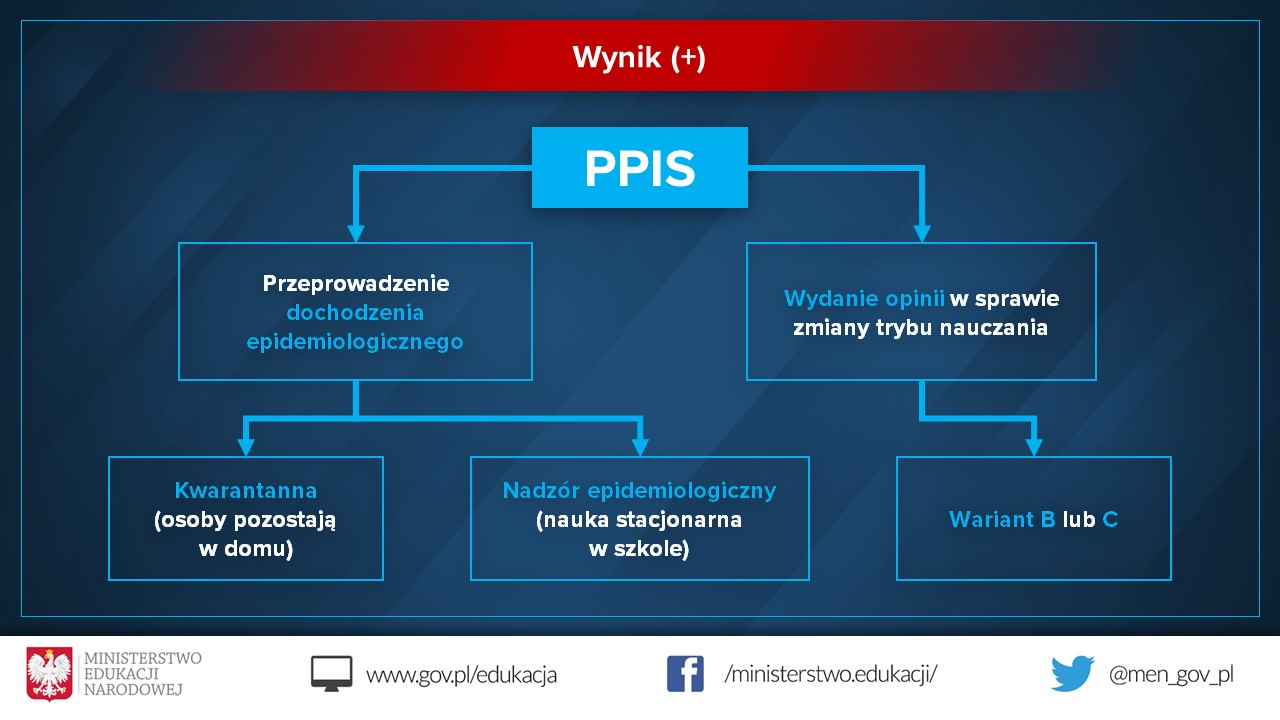 Wynik (+)
PPIS
Przeprowadzenie
dochodzenia
epidemiologicznego
Wydanie opinii w sprawie
zmiany trybu nauczania
Kwarantanna
(osoby pozostają
w domu)
Nadzór epidemiologiczny
(nauka stacjonarna
w szkole)
Wariant B lub C
MINISTERSTWO
EDUKACJI
NARODOWEJ
www.gov.pl/edukacja
/ministerstwo.edukacji/
@men_gov_pl